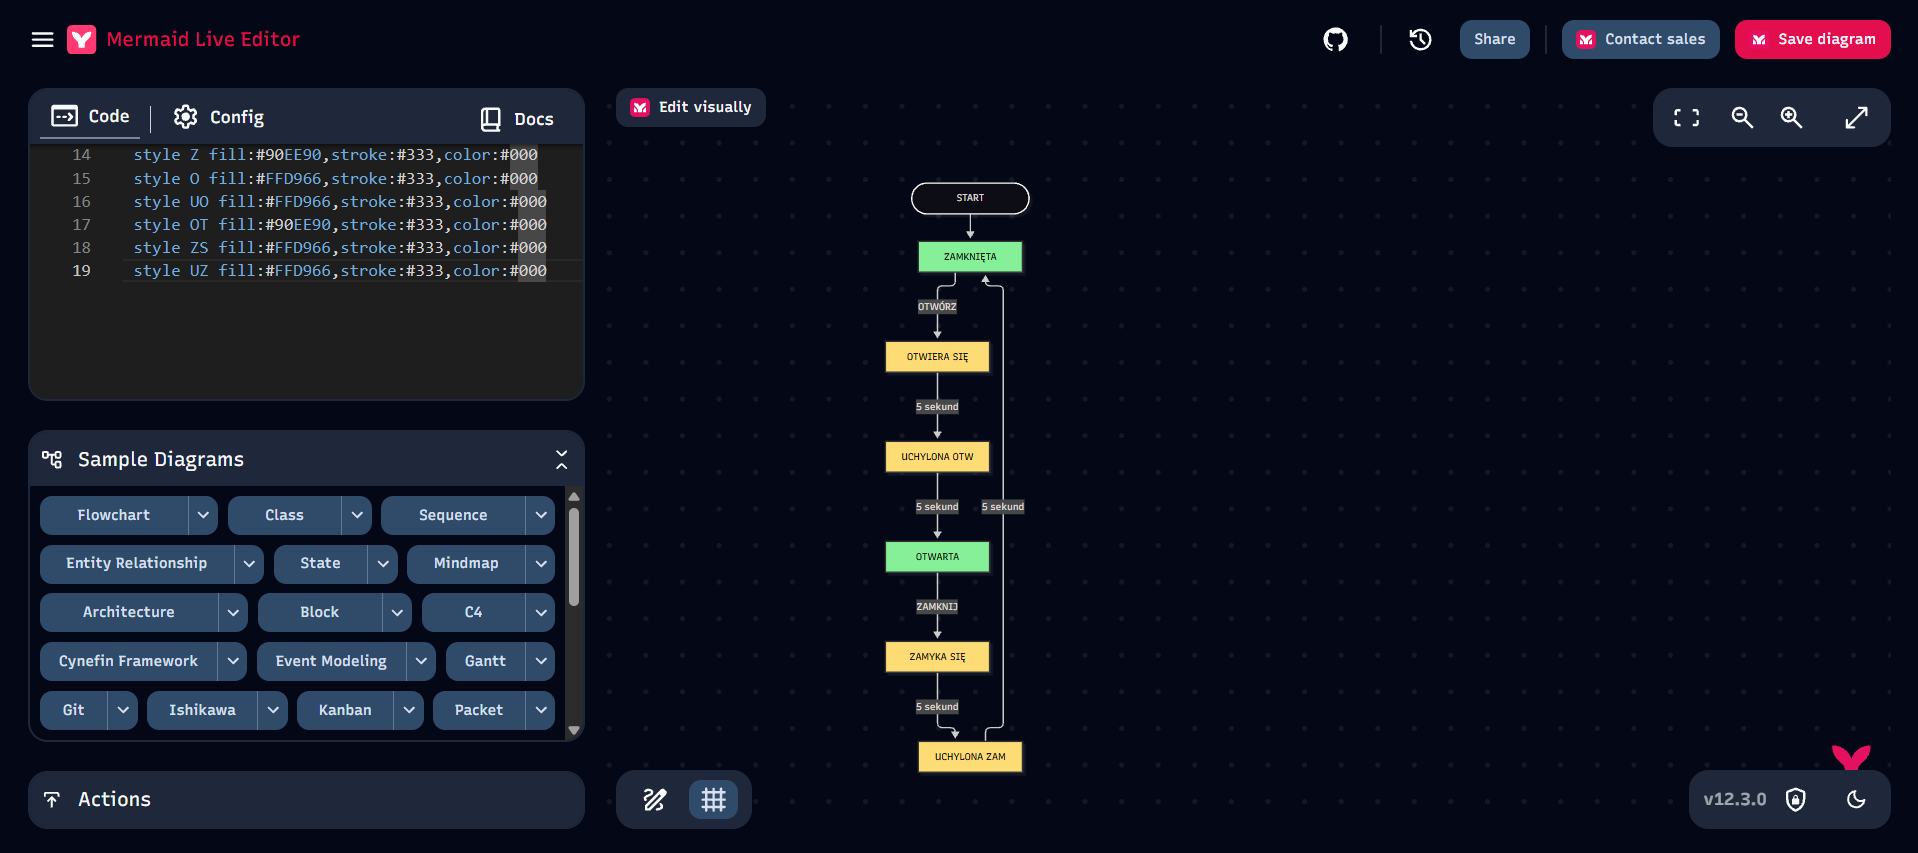 Mermaid Live Editor
Share
Contact sales
Save diagram
Code
Config
Docs
14 style Z fill:#90EE90,stroke:#333,color:#000
15 style O fill:#FFD966,stroke:#333,color:#000
16 style UO fill:#FFD966,stroke:#333,color:#000
17 style OT fill:#90EE90,stroke:#333,color:#000
18 style ZS fill:#FFD966,stroke:#333,color:#000
19 style UZ fill:#FFD966,stroke:#333,color:#000
Sample Diagrams
Flowchart
Class
Sequence
Entity Relationship
State
Mindmap
Architecture
Block
C4
Cynefin Framework
Event Modeling
Gantt
Git
Ishikawa
Kanban
Packet
Actions
Edit visually
START
ZAMKNIĘTA
OTWÓRZ
OTWIERA SIĘ
5 sekund
UCHYLONA OTW
5 sekund
5 sekund
OTWARTA
ZAMKNIJ
ZAMYKA SIĘ
5 sekund
UCHYLONA ZAM
v12.3.0